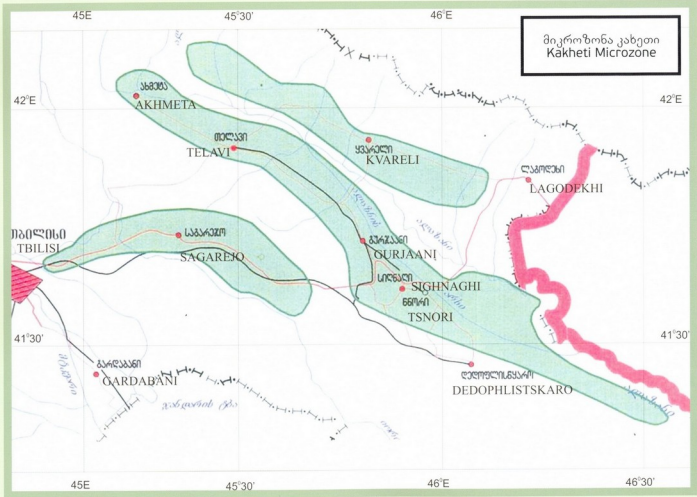 45E
45°30'
46°E
მიკროზონა კახეთი
Kakheti Microzone
42°E
42°E
ახმეტა
AKHMETA
თელავი
TELAVI
ყვარელი
KVARELI
ლაგოდეხი
LAGODEKHI
ალაზანი
თბილისი
TBILISI
საგარეჯო
SAGAREJO
გურჯაანი
GURJAANI
სიღნაღი
SIGHNAGHI
წნორი
TSNORI
41°30'
41°30'
გარდაბანი
GARDABANI
დედოფლისწყარო
DEDOPHLISTSKARO
45E
45°30'
46°E
46°30'